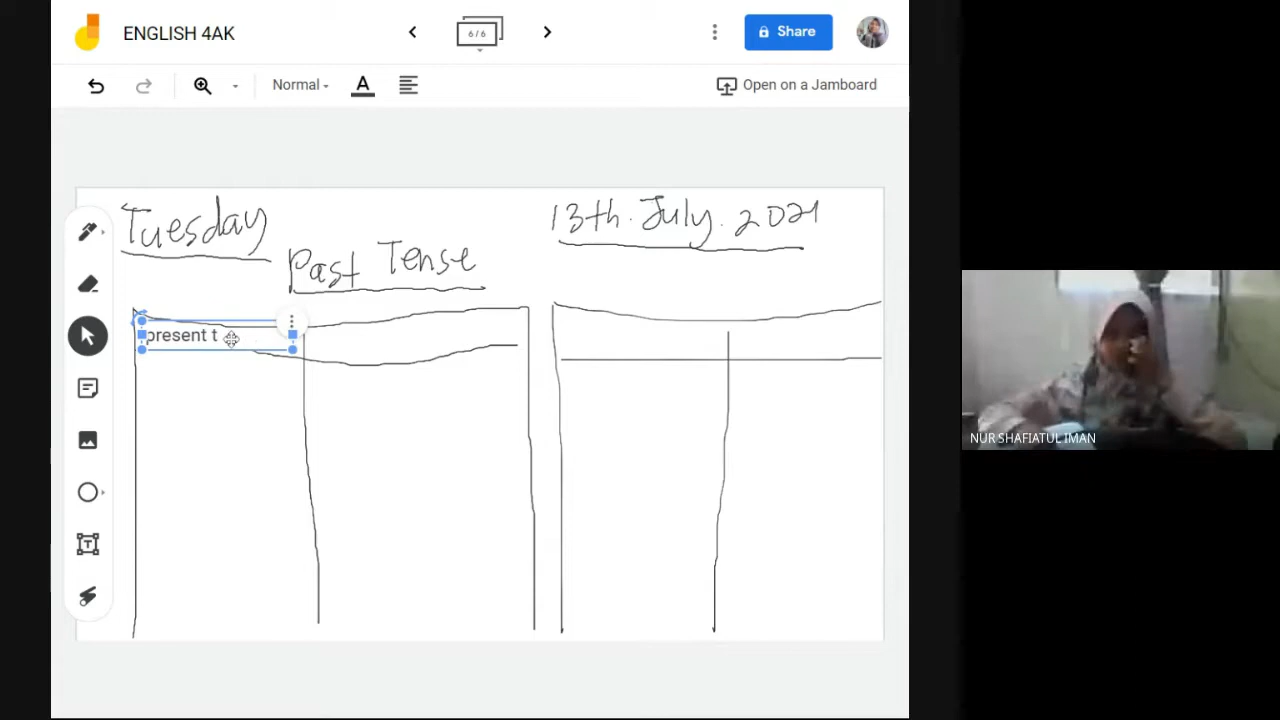 ENGLISH 4AK
6/6
Share
Normal
A
Open on a Jamboard
Tuesday
13th. July. 2021
Past Tense
present t
T
NUR SHAFIATUL IMAN